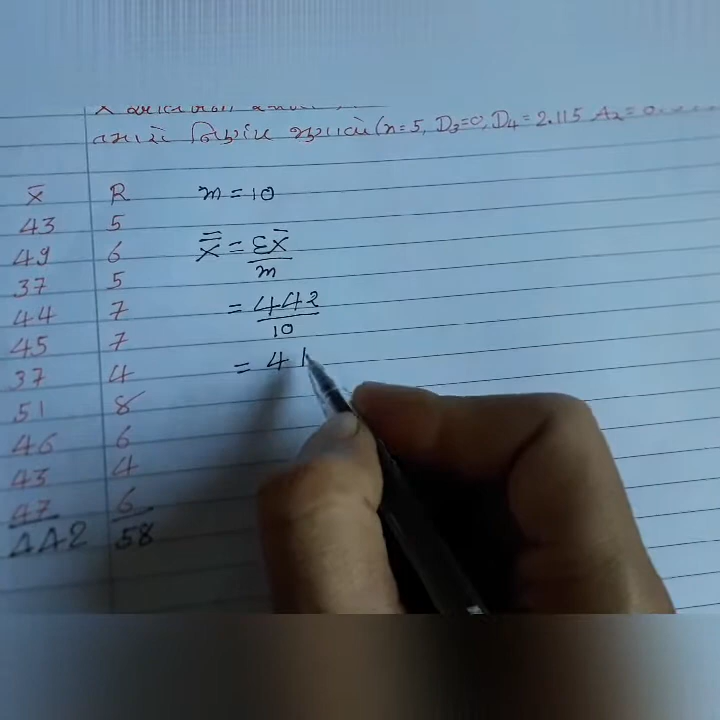 (n=5, D₃=0, D₄ = 2.115 A₂ = 0.
x̄ R m = 10
43 5
49 6 x̿ = Σx̄ / m
37 5
44 7 = 442 / 10
45 7
37 4 = 41
51 8
46 6
43 4
47 6
442 58